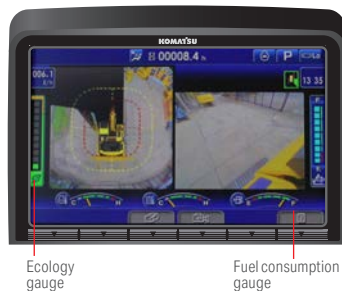 KOMATSU
00008.4 h
P
006.1
13 35
C H C H E F
Ecology
gauge
Fuel consumption
gauge